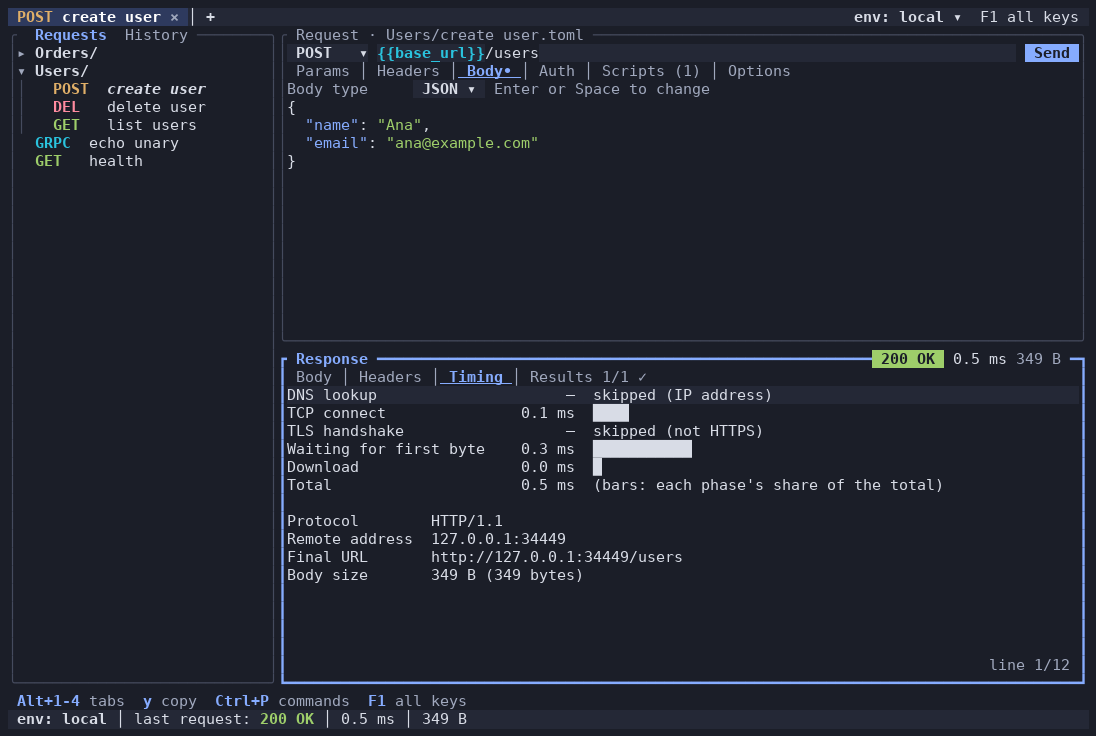 POST create user × │ + env: local ▾ F1 all keys
Requests History
▸ Orders/
▾ Users/
POST create user
DEL delete user
GET list users
GRPC echo unary
GET health
Request · Users/create user.toml
POST ▾ {{base_url}}/users Send
Params │ Headers │ Body• │ Auth │ Scripts (1) │ Options
Body type JSON ▾ Enter or Space to change
{
"name": "Ana",
"email": "ana@example.com"
}
Response 200 OK 0.5 ms 349 B
Body │ Headers │ Timing │ Results 1/1 ✓
DNS lookup — skipped (IP address)
TCP connect 0.1 ms
TLS handshake — skipped (not HTTPS)
Waiting for first byte 0.3 ms
Download 0.0 ms
Total 0.5 ms (bars: each phase's share of the total)
Protocol HTTP/1.1
Remote address 127.0.0.1:34449
Final URL http://127.0.0.1:34449/users
Body size 349 B (349 bytes)
line 1/12
Alt+1-4 tabs y copy Ctrl+P commands F1 all keys
env: local │ last request: 200 OK │ 0.5 ms │ 349 B